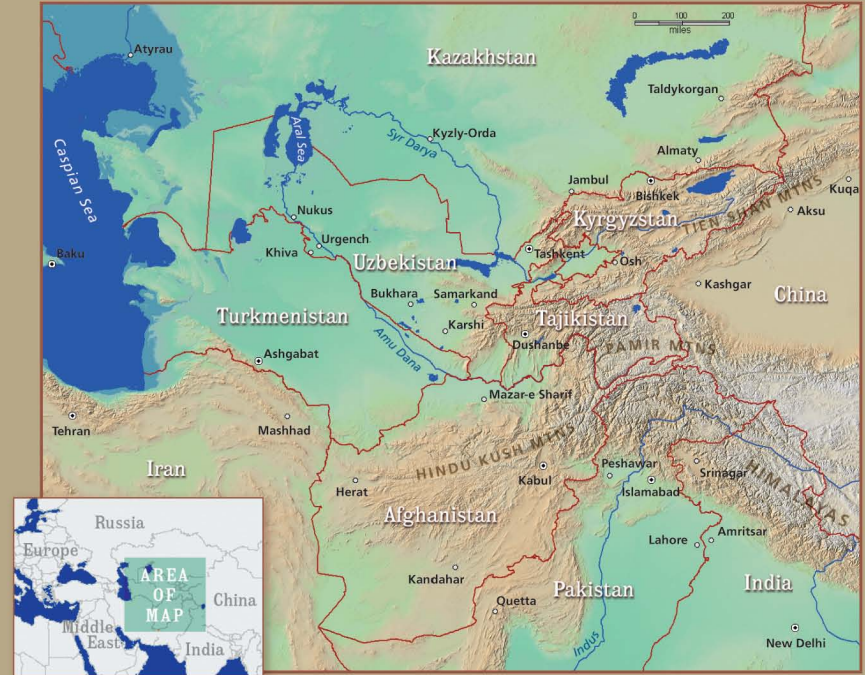 0 100 200
miles
Atyrau
Kazakhstan
Taldykorgan
Caspian Sea
Aral Sea
Syr Darya
Kyzly-Orda
Almaty
Jambul
Bishkek
Kuqa
Nukus
Kyrgyzstan
TIEN SHAN MTNS
Aksu
Urgench
Khiva
Baku
Uzbekistan
Tashkent
Osh
Kashgar
China
Bukhara
Samarkand
Turkmenistan
Karshi
Tajikistan
Dushanbe
PAMIR MTNS
Amu Dana
Ashgabat
Mazar-e Sharif
Tehran
Mashhad
HINDU KUSH MTNS
Iran
Herat
Kabul
Peshawar
Islamabad
Srinagar
HIMALAYAS
Afghanistan
Lahore
Amritsar
Kandahar
Pakistan
India
Quetta
Indus
New Delhi
Russia
Europe
AREA
OF
MAP
China
Middle
East
India